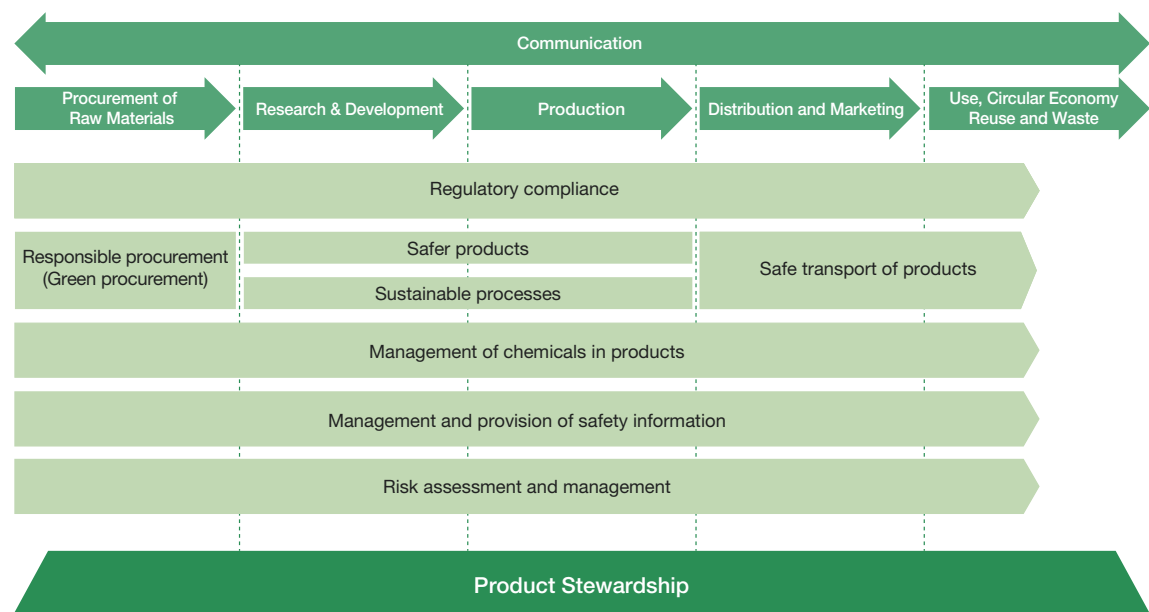 Communication
Procurement of
Raw Materials
Research & Development
Production
Distribution and Marketing
Use, Circular Economy
Reuse and Waste
Regulatory compliance
Responsible procurement
(Green procurement)
Safer products
Sustainable processes
Safe transport of products
Management of chemicals in products
Management and provision of safety information
Risk assessment and management
Product Stewardship